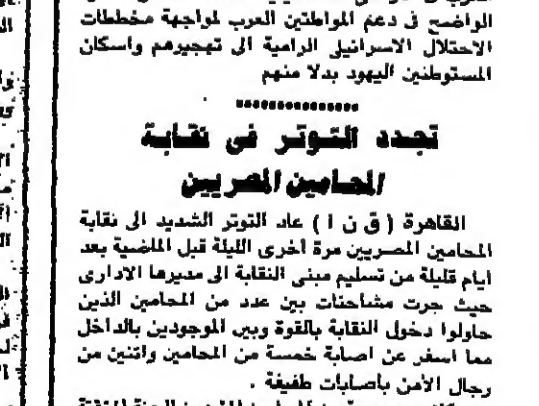 الواضح في دعم المواطنين العرب لمواجهة مخططات
الاحتلال الاسرائيلي الرامية الى تهجيرهم واسكان
المستوطنين اليهود بدلا منهم
تجدد التوتر في نقابة
المحامين المصريين
القاهرة ( ق ن ا ) عاد التوتر الشديد الى نقابة
المحامين المصريين مرة أخرى الليلة قبل الماضية بعد
أيام قليلة من تسليم مبنى النقابة الى مديرها الادارى
حيث جرت مشاحنات بين عدد من المحامين الذين
حاولوا دخول النقابة بالقوة وبين الموجودين بالداخل
مما اسفر عن اصابة خمسة من المحامين واثنين من
رجال الأمن باصابات طفيفة .